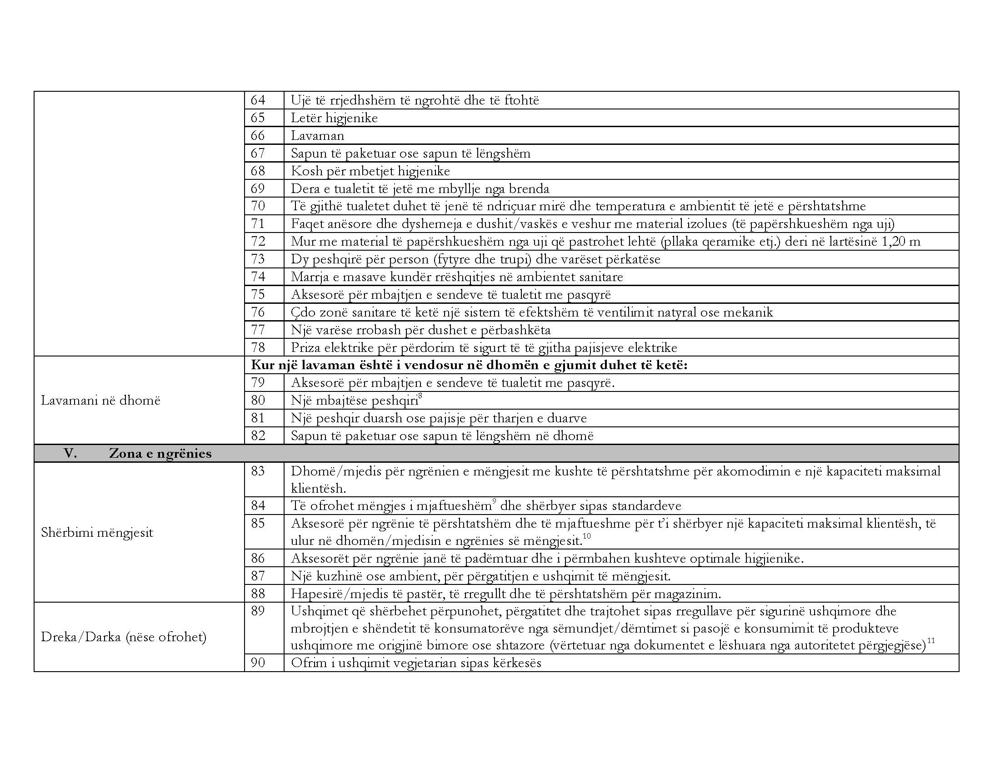 64 Ujë të rrjedhshëm të ngrohtë dhe të ftohtë
65 Letër higjenike
66 Lavaman
67 Sapun të paketuar ose sapun të lëngshëm
68 Kosh për mbetjet higjenike
69 Dera e tualetit të jetë me mbyllje nga brenda
70 Të gjithë tualetet duhet të jenë të ndriçuar mirë dhe temperatura e ambientit të jetë e përshtatshme
71 Faqet anësore dhe dyshemeja e dushit/vaskës e veshur me material izolues (të papërshkueshëm nga uji)
72 Mur me material të papërshkueshëm nga uji që pastrohet lehtë (pllaka qeramike etj.) deri në lartësinë 1,20 m
73 Dy peshqirë për person (fytyre dhe trupi) dhe varëset përkatëse
74 Marrja e masave kundër rrëshqitjes në ambientet sanitare
75 Aksesorë për mbajtjen e sendeve të tualetit me pasqyrë
76 Çdo zonë sanitare të ketë një sistem të efektshëm të ventilimit natyral ose mekanik
77 Një varëse rrobash për dushet e përbashkëta
78 Priza elektrike për përdorim të sigurt të të gjitha pajisjeve elektrike
Lavamani në dhomë
Kur një lavaman është i vendosur në dhomën e gjumit duhet të ketë:
79 Aksesorë për mbajtjen e sendeve të tualetit me pasqyrë.
80 Një mbajtëse peshqiri⁸
81 Një peshqir duarsh ose pajisje për tharjen e duarve
82 Sapun të paketuar ose sapun të lëngshëm në dhomë
V. Zona e ngrënies
Shërbimi mëngjesit
83 Dhomë/mjedis për ngrënien e mëngjesit me kushte të përshtatshme për akomodimin e një kapaciteti maksimal
klientësh.
84 Të ofrohet mëngjes i mjaftueshëm⁹ dhe shërbyer sipas standardeve
85 Aksesorë për ngrënie të përshtatshëm dhe të mjaftueshme për t’i shërbyer një kapaciteti maksimal klientësh, të
ulur në dhomën/mjedisin e ngrënies së mëngjesit.¹⁰
86 Aksesorët për ngrënie janë të padëmtuar dhe i përmbahen kushteve optimale higjienike.
87 Një kuzhinë ose ambient, për përgatitjen e ushqimit të mëngjesit.
88 Hapesirë/mjedis të pastër, të rregullt dhe të përshtatshëm për magazinim.
Dreka/Darka (nëse ofrohet)
89 Ushqimet që shërbehet përpunohet, përgatitet dhe trajtohet sipas rregullave për sigurinë ushqimore dhe
mbrojtjen e shëndetit të konsumatorëve nga sëmundjet/dëmtimet si pasojë e konsumimit të produkteve
ushqimore me origjinë bimore ose shtazore (vërtetuar nga dokumentet e lëshuara nga autoritetet përgjegjëse)¹¹
90 Ofrim i ushqimit vegjetarian sipas kërkesës